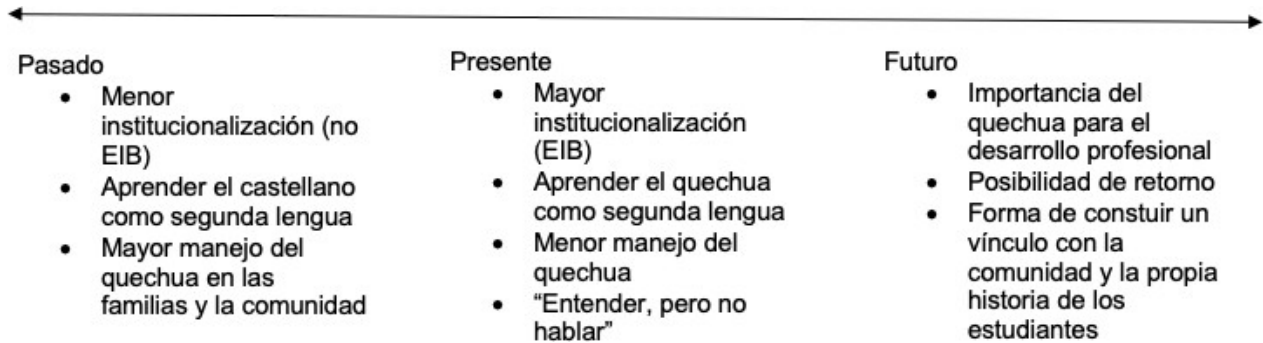 Pasado
• Menor
institucionalización (no
EIB)
• Aprender el castellano
como segunda lengua
• Mayor manejo del
quechua en las
familias y la comunidad
Presente
• Mayor
institucionalización
(EIB)
• Aprender el quechua
como segunda lengua
• Menor manejo del
quechua
• “Entender, pero no
hablar”
Futuro
• Importancia del
quechua para el
desarrollo profesional
• Posibilidad de retorno
• Forma de constuir un
vínculo con la
comunidad y la propia
historia de los
estudiantes